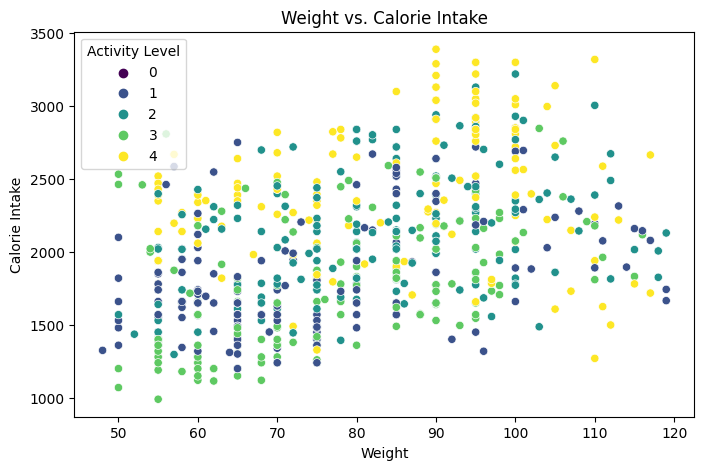 Weight vs. Calorie Intake
Activity Level
0
1
2
3
4
Calorie Intake
3500
3000
2500
2000
1500
1000
50 60 70 80 90 100 110 120
Weight